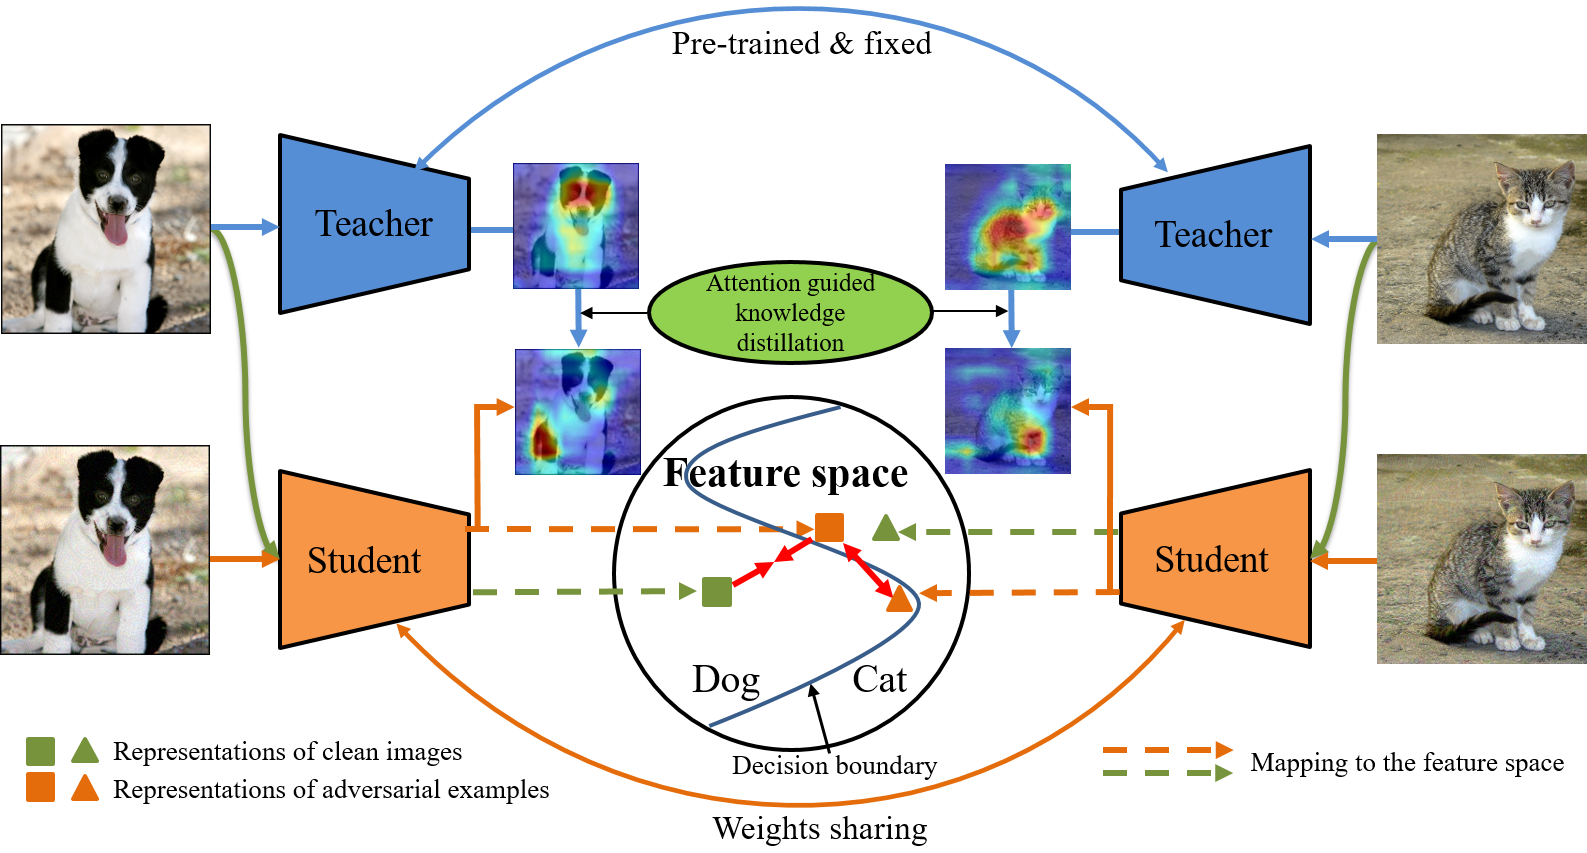 Pre-trained & fixed
Teacher
Teacher
Attention guided
knowledge
distillation
Feature space
Student
Student
Dog
Cat
Decision boundary
Representations of clean images
Representations of adversarial examples
Mapping to the feature space
Weights sharing